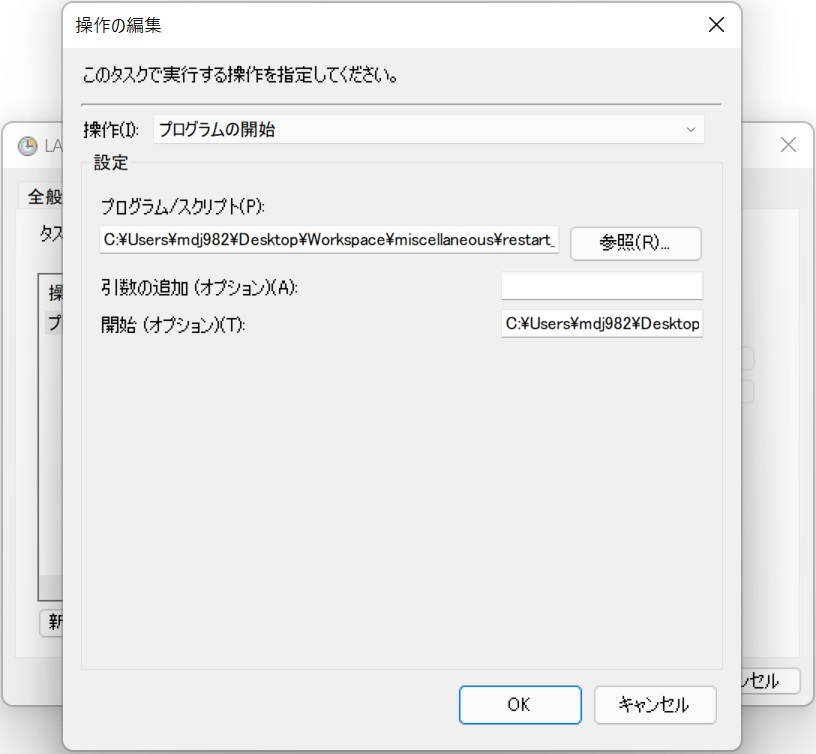 操作の編集
このタスクで実行する操作を指定してください。
操作(I): プログラムの開始
設定
プログラム/スクリプト(P):
C:¥Users¥mdj982¥Desktop¥Workspace¥miscellaneous¥restart_ 参照(R)...
引数の追加 (オプション)(A):
開始 (オプション)(T): C:¥Users¥mdj982¥Desktop
OK キャンセル
LA
全般
タス
操
プ
新
ンセル